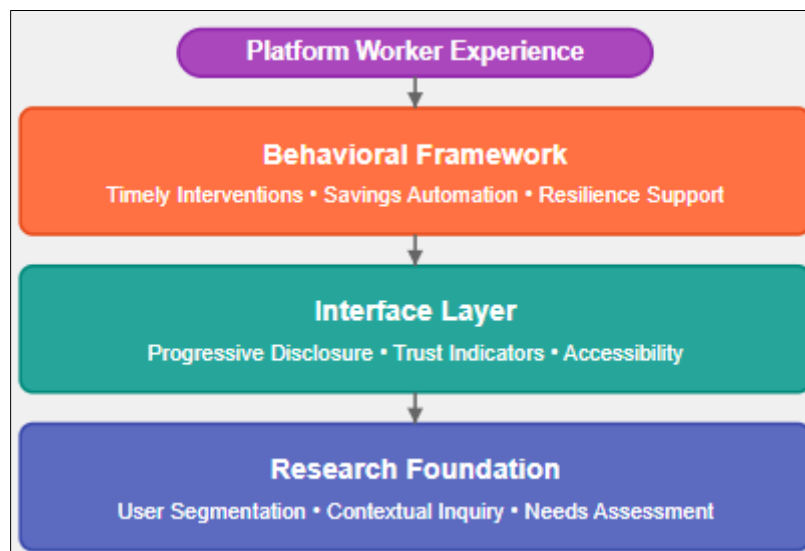 Platform Worker Experience
Behavioral Framework
Timely Interventions • Savings Automation • Resilience Support
Interface Layer
Progressive Disclosure • Trust Indicators • Accessibility
Research Foundation
User Segmentation • Contextual Inquiry • Needs Assessment